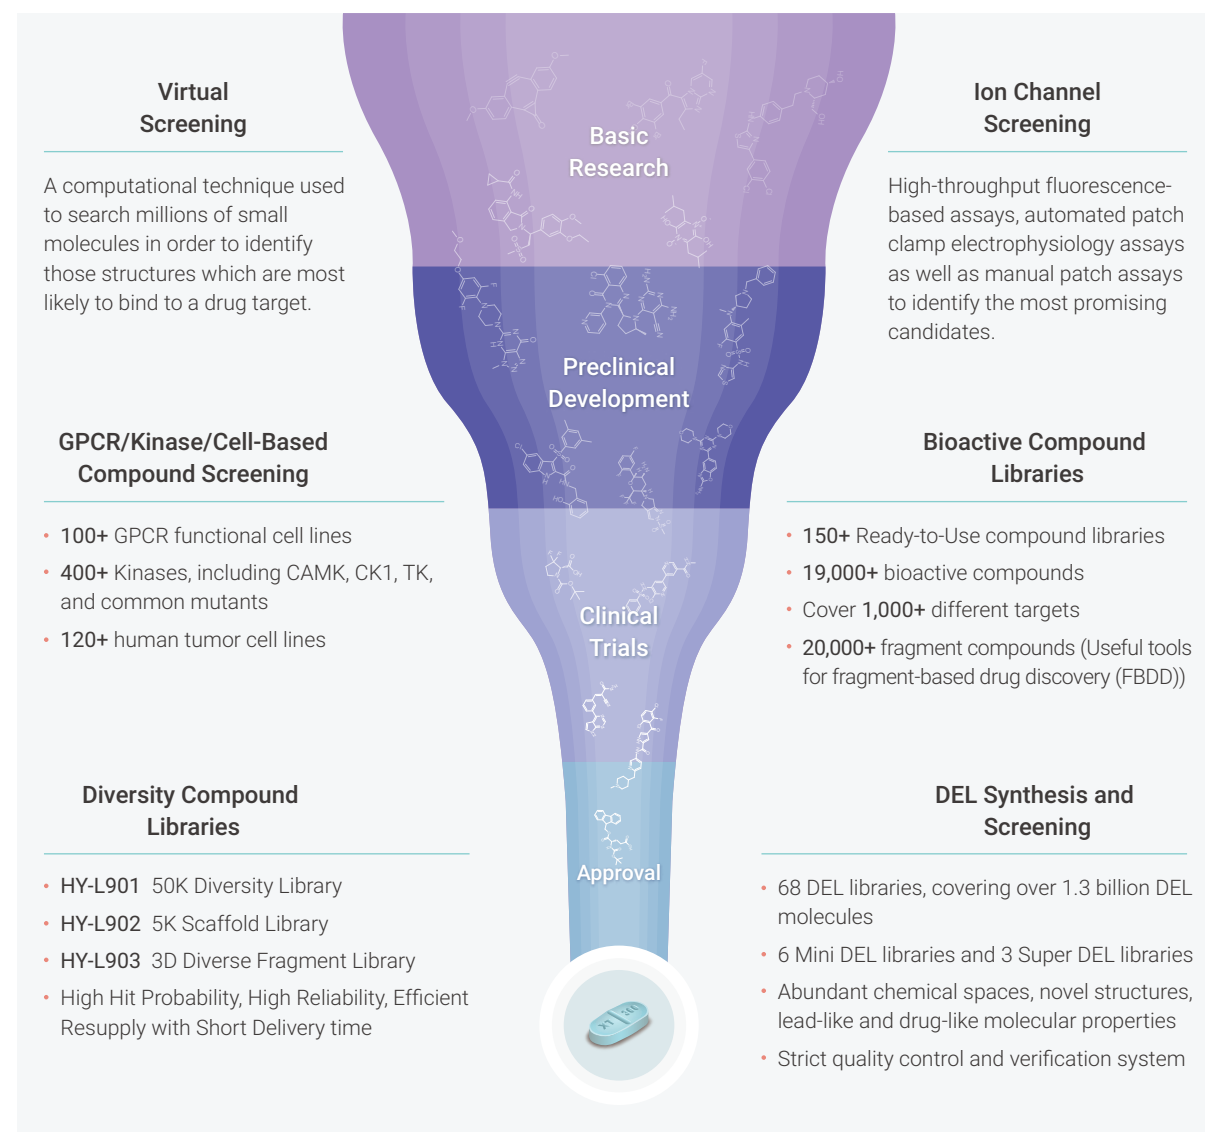 Virtual
Screening
A computational technique used
to search millions of small
molecules in order to identify
those structures which are most
likely to bind to a drug target.
GPCR/Kinase/Cell-Based
Compound Screening
• 100+ GPCR functional cell lines
• 400+ Kinases, including CAMK, CK1, TK,
and common mutants
• 120+ human tumor cell lines
Diversity Compound
Libraries
• HY-L901 50K Diversity Library
• HY-L902 5K Scaffold Library
• HY-L903 3D Diverse Fragment Library
• High Hit Probability, High Reliability, Efficient
Resupply with Short Delivery time
Basic
Research
Preclinical
Development
Clinical
Trials
Approval
Ion Channel
Screening
High-throughput fluorescence-
based assays, automated patch
clamp electrophysiology assays
as well as manual patch assays
to identify the most promising
candidates.
Bioactive Compound
Libraries
• 150+ Ready-to-Use compound libraries
• 19,000+ bioactive compounds
• Cover 1,000+ different targets
• 20,000+ fragment compounds (Useful tools
for fragment-based drug discovery (FBDD))
DEL Synthesis and
Screening
• 68 DEL libraries, covering over 1.3 billion DEL
molecules
• 6 Mini DEL libraries and 3 Super DEL libraries
• Abundant chemical spaces, novel structures,
lead-like and drug-like molecular properties
• Strict quality control and verification system